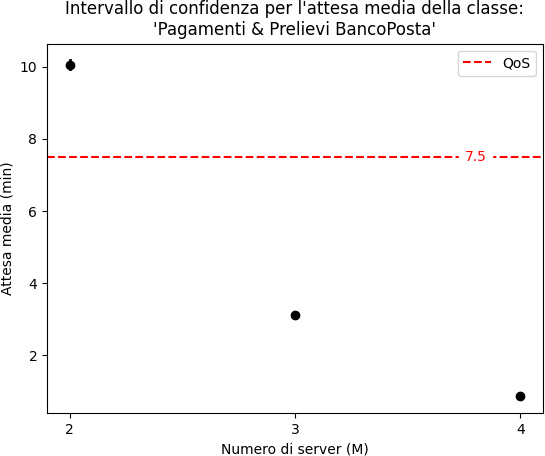 Intervallo di confidenza per l'attesa media della classe:
'Pagamenti & Prelievi BancoPosta'
QoS
10
8
7.5
6
4
2
Attesa media (min)
2
3
4
Numero di server (M)